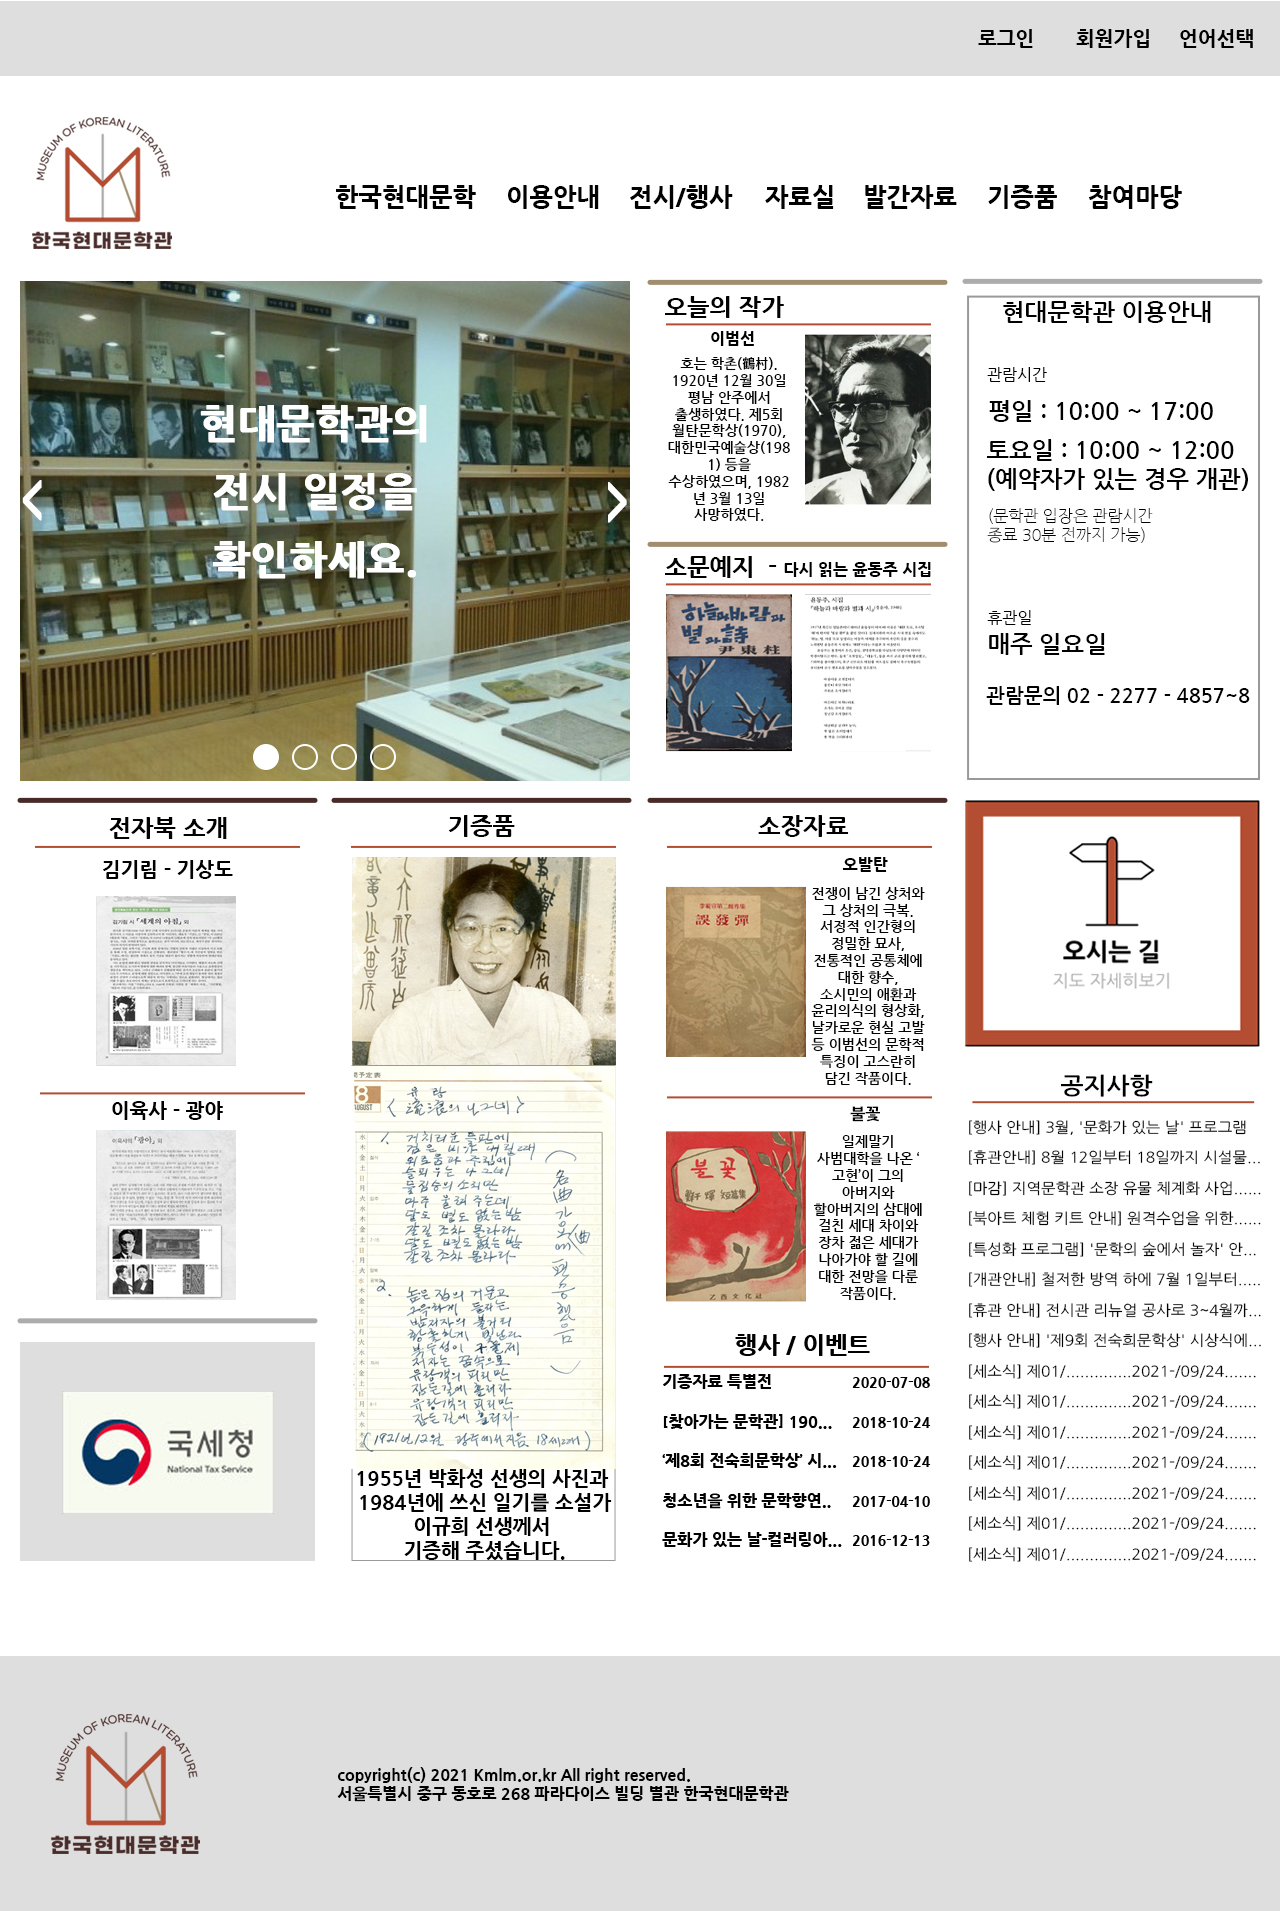 로그인 회원가입 언어선택
MUSEUM OF KOREAN LITERATURE
한국현대문학관
한국현대문학 이용안내 전시/행사 자료실 발간자료 기증품 참여마당
현대문학관의
전시 일정을
확인하세요.
오늘의 작가
이범선
호는 학촌(鶴村).
1920년 12월 30일
평남 안주에서
출생하였다. 제5회
월탄문학상(1970),
대한민국예술상(198
1) 등을
수상하였으며, 1982
년 3월 13일
사망하였다.
소문예지 - 다시 읽는 윤동주 시집
하늘과바람과
별과詩
尹東柱
윤동주, 시집
현대문학관 이용안내
관람시간
평일 : 10:00 ~ 17:00
토요일 : 10:00 ~ 12:00
(예약자가 있는 경우 개관)
(문학관 입장은 관람시간
종료 30분 전까지 가능)
휴관일
매주 일요일
관람문의 02 - 2277 - 4857~8
전자북 소개
김기림 - 기상도
김기림 시 『세계의 아침』 외
이육사 - 광야
이육사의 『광야』 외
국세청
National Tax Service
기증품
8
AUGUST
1955년 박화성 선생의 사진과
1984년에 쓰신 일기를 소설가
이규희 선생께서
기증해 주셨습니다.
소장자료
오발탄
誤發彈
전쟁이 남긴 상처와
그 상처의 극복.
서정적 인간형의
정밀한 묘사,
전통적인 공통체에
대한 향수,
소시민의 애환과
윤리의식의 형상화,
날카로운 현실 고발
등 이범선의 문학적
특징이 고스란히
담긴 작품이다.
불꽃
불꽃
乙酉文化社
일제말기
사범대학을 나온 ‘
고현’이 그의
아버지와
할아버지의 삼대에
걸친 세대 차이와
장차 젊은 세대가
나아가야 할 길에
대한 전망을 다룬
작품이다.
행사 / 이벤트
기증자료 특별전 2020-07-08
[찾아가는 문학관] 190... 2018-10-24
‘제8회 전숙희문학상’ 시... 2018-10-24
청소년을 위한 문학향연.. 2017-04-10
문화가 있는 날-컬러링아... 2016-12-13
오시는 길
지도 자세히보기
공지사항
[행사 안내] 3월, '문화가 있는 날' 프로그램
[휴관안내] 8월 12일부터 18일까지 시설물...
[마감] 지역문학관 소장 유물 체계화 사업......
[북아트 체험 키트 안내] 원격수업을 위한......
[특성화 프로그램] '문학의 숲에서 놀자' 안...
[개관안내] 철저한 방역 하에 7월 1일부터.....
[휴관 안내] 전시관 리뉴얼 공사로 3~4월까...
[행사 안내] '제9회 전숙희문학상' 시상식에...
[세소식] 제01/..............2021-/09/24.......
[세소식] 제01/..............2021-/09/24.......
[세소식] 제01/..............2021-/09/24.......
[세소식] 제01/..............2021-/09/24.......
[세소식] 제01/..............2021-/09/24.......
[세소식] 제01/..............2021-/09/24.......
[세소식] 제01/..............2021-/09/24.......
MUSEUM OF KOREAN LITERATURE
한국현대문학관
copyright(c) 2021 Kmlm.or.kr All right reserved.
서울특별시 중구 동호로 268 파라다이스 빌딩 별관 한국현대문학관